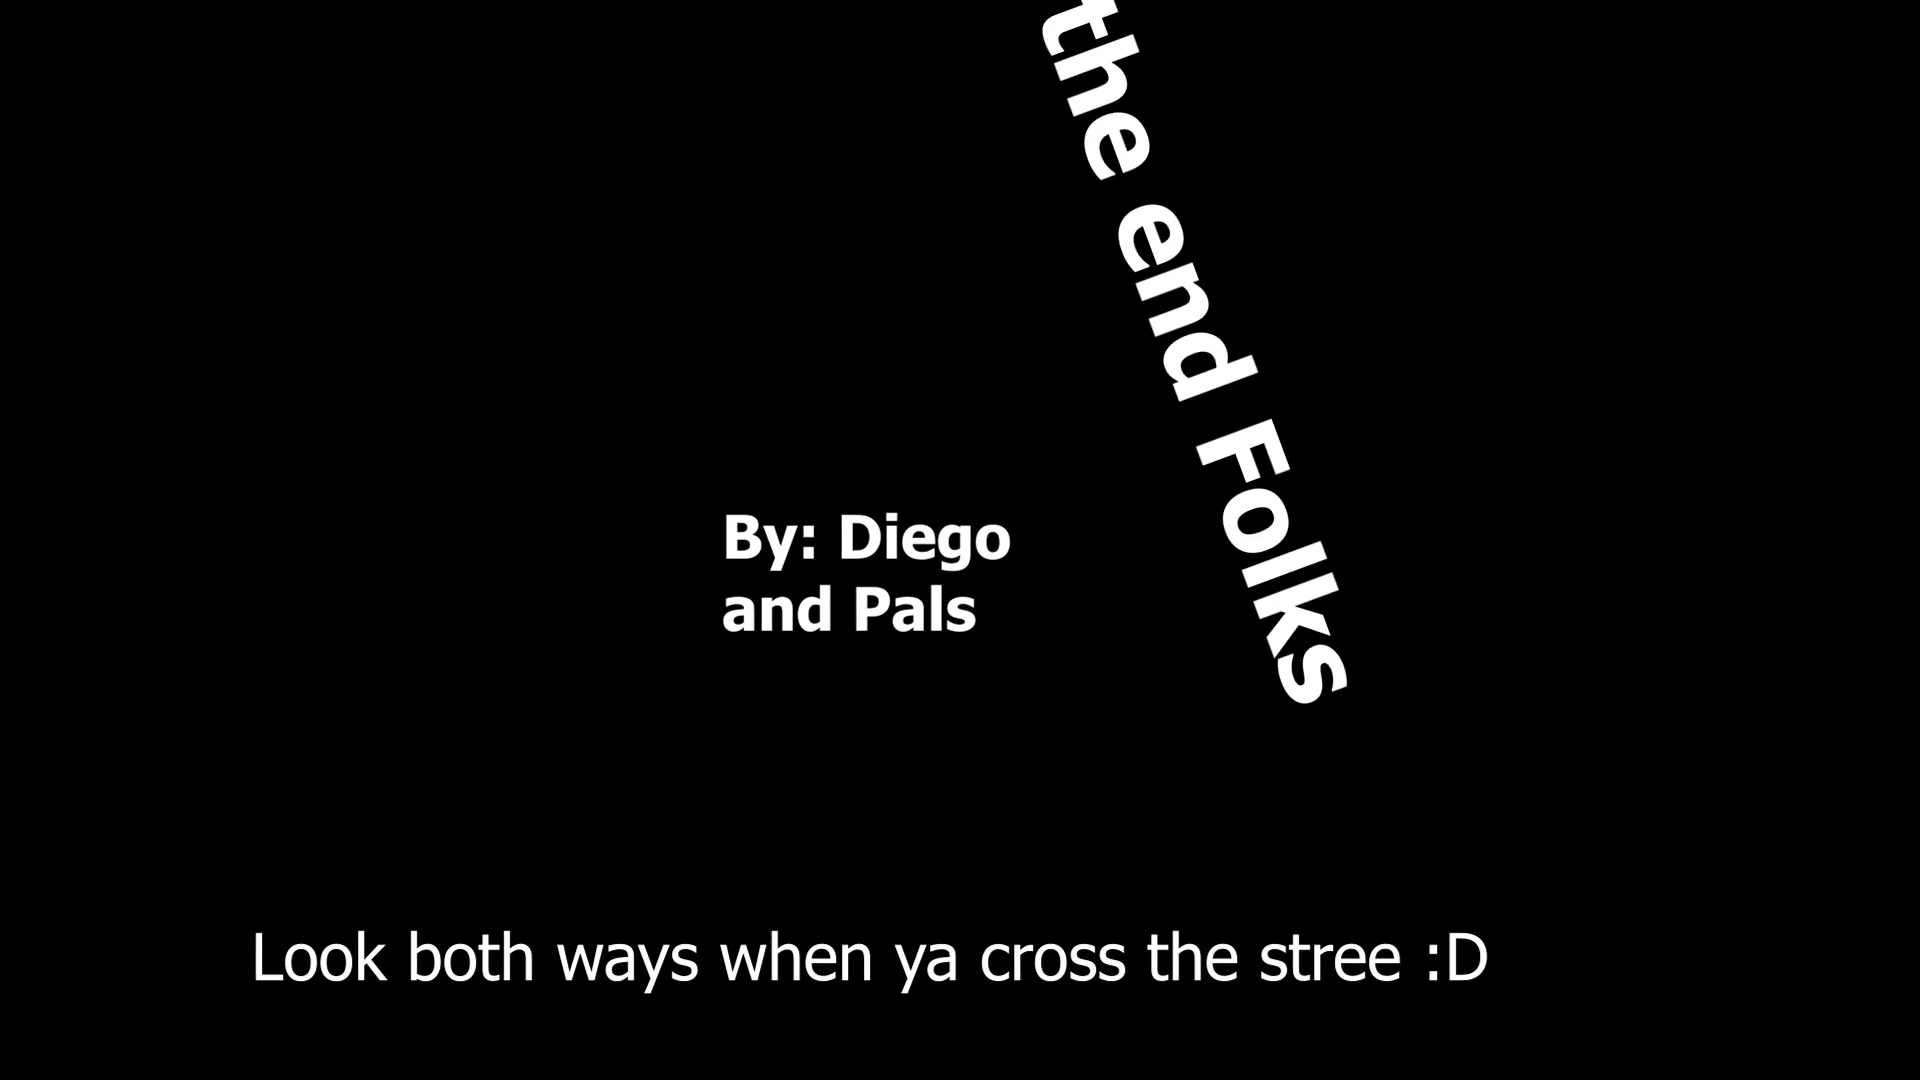 the end Folks
By: Diego
and Pals
Look both ways when ya cross the stree :D